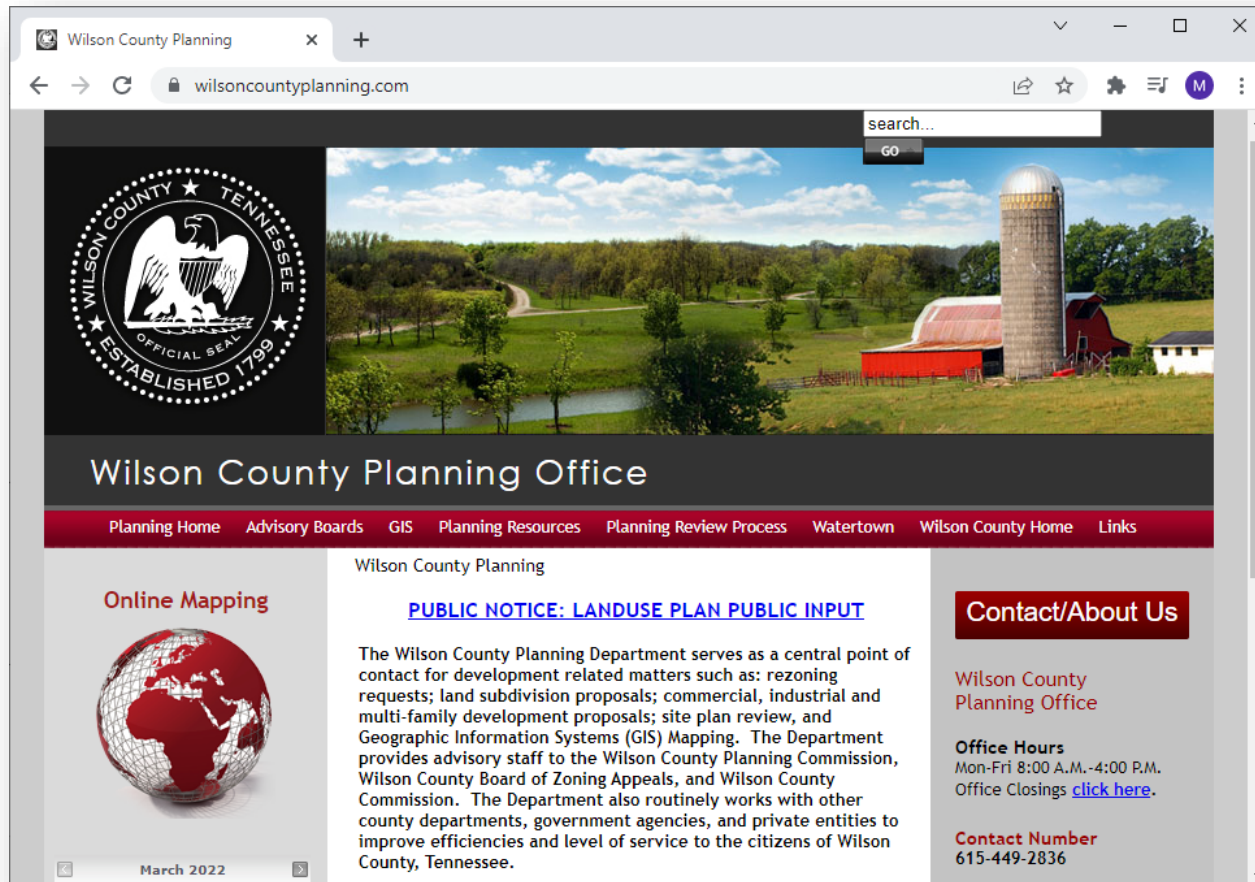 Wilson County Planning
wilsoncountyplanning.com
M
search...
GO
WILSON COUNTY TENNESSEE
OFFICIAL SEAL
ESTABLISHED 1799
Wilson County Planning Office
Planning Home Advisory Boards GIS Planning Resources Planning Review Process Watertown Wilson County Home Links
Online Mapping
March 2022
Wilson County Planning
PUBLIC NOTICE: LANDUSE PLAN PUBLIC INPUT
The Wilson County Planning Department serves as a central point of
contact for development related matters such as: rezoning
requests; land subdivision proposals; commercial, industrial and
multi-family development proposals; site plan review, and
Geographic Information Systems (GIS) Mapping. The Department
provides advisory staff to the Wilson County Planning Commission,
Wilson County Board of Zoning Appeals, and Wilson County
Commission. The Department also routinely works with other
county departments, government agencies, and private entities to
improve efficiencies and level of service to the citizens of Wilson
County, Tennessee.
Contact/About Us
Wilson County
Planning Office
Office Hours
Mon-Fri 8:00 A.M.-4:00 P.M.
Office Closings click here.
Contact Number
615-449-2836